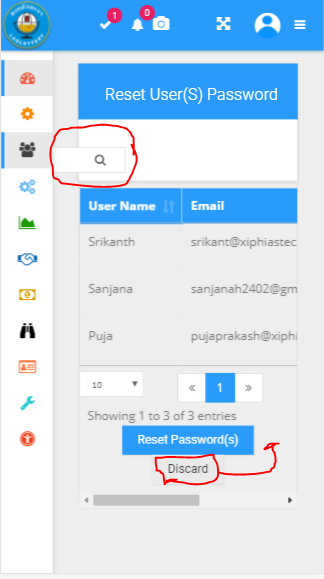 1
0
Reset User(S) Password
User Name Email
Srikanth srikant@xiphiastec
Sanjana sanjanah2402@gm
Puja pujaprakash@xiphi
10 « 1 »
Showing 1 to 3 of 3 entries
Reset Password(s)
Discard